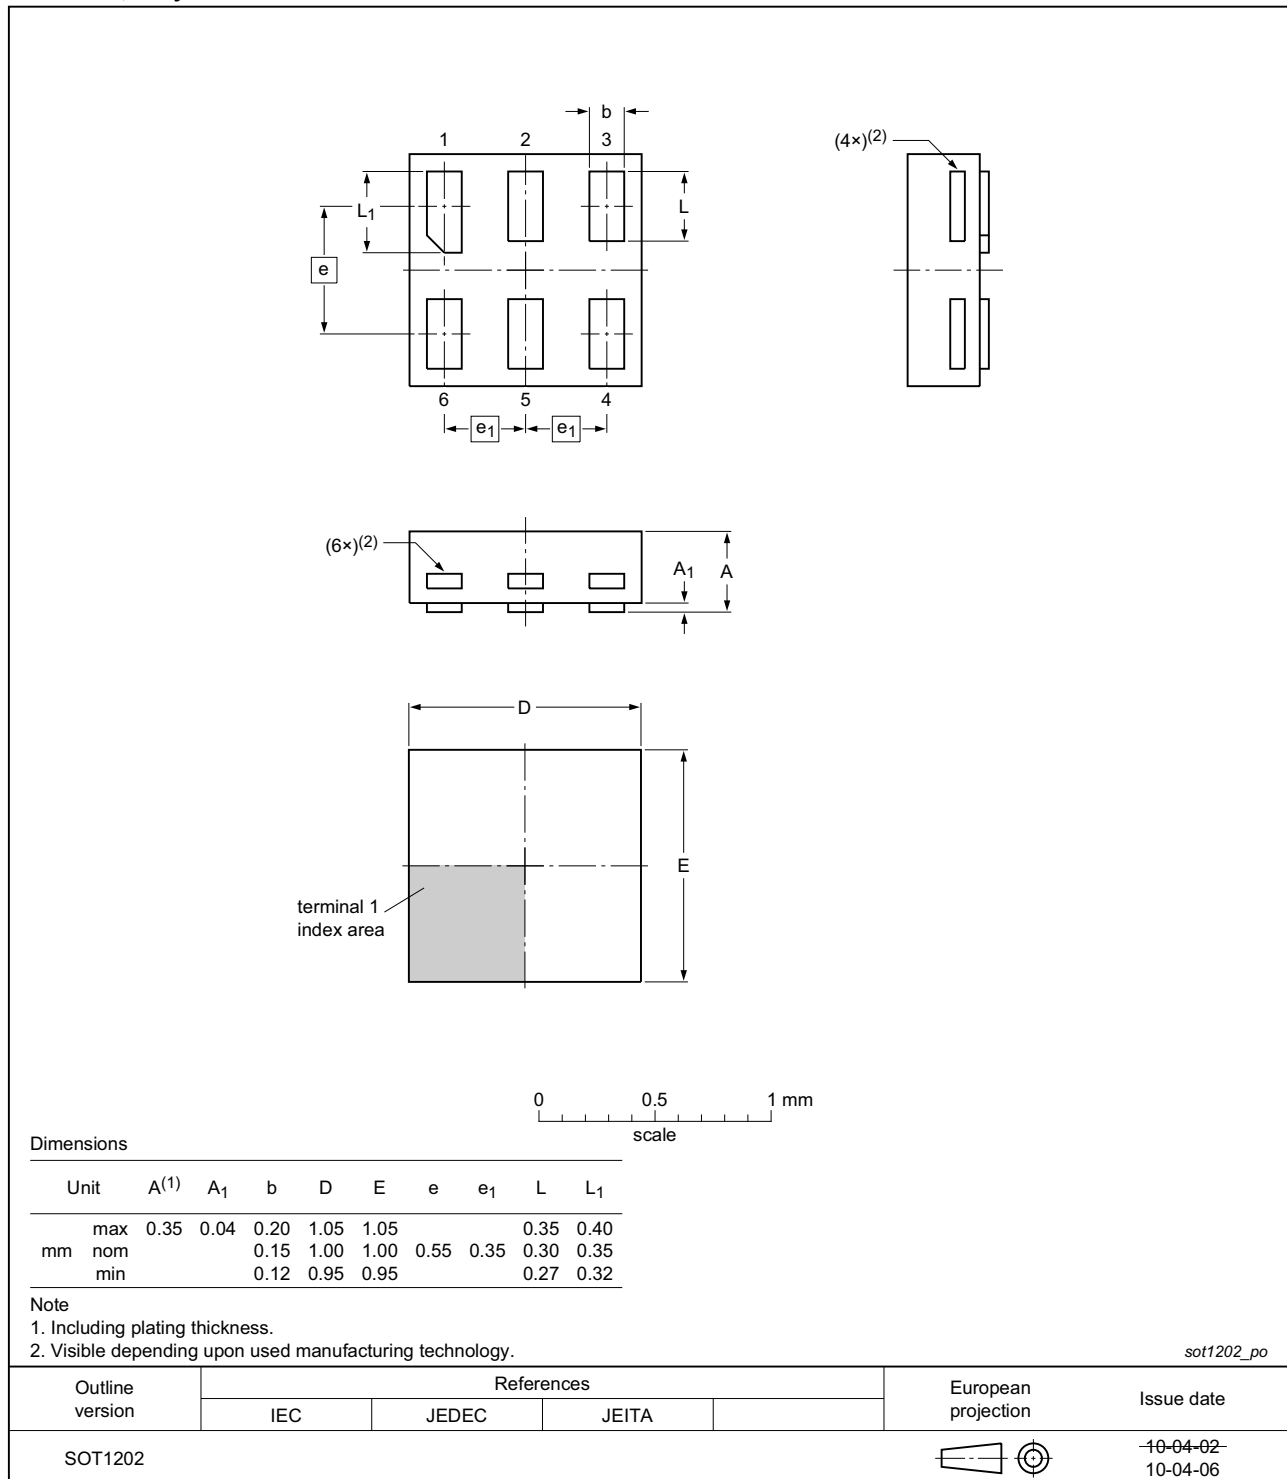 b
1 2 3
(4×)(2)
L1
L
e
6 5 4
e1 e1
(6×)(2)
A1 A
D
E
terminal 1
index area
0 0.5 1 mm
scale
Dimensions
Unit A(1) A1 b D E e e1 L L1
max 0.35 0.04 0.20 1.05 1.05 0.35 0.40
mm nom 0.15 1.00 1.00 0.55 0.35 0.30 0.35
min 0.12 0.95 0.95 0.27 0.32
Note
1. Including plating thickness.
2. Visible depending upon used manufacturing technology.
sot1202_po
Outline version
References
IEC JEDEC JEITA
European projection
Issue date
SOT1202
10-04-02
10-04-06